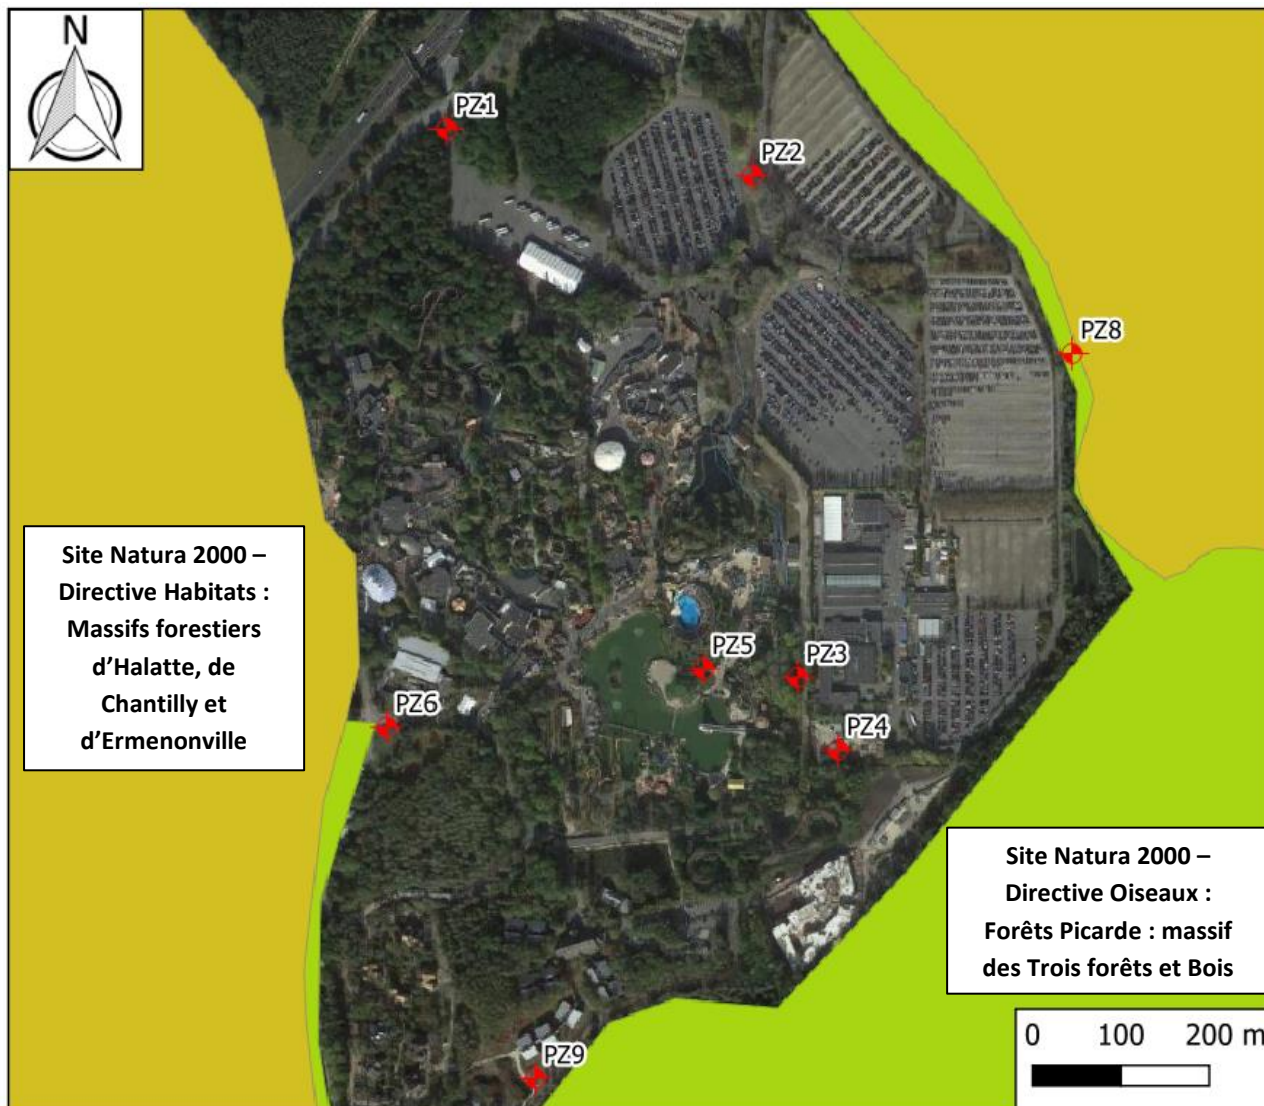 N
PZ1
PZ2
PZ8
Site Natura 2000 –
Directive Habitats :
Massifs forestiers
d’Halatte, de
Chantilly et
d’Ermenonville
PZ5
PZ3
PZ6
PZ4
Site Natura 2000 –
Directive Oiseaux :
Forêts Picarde : massif
des Trois forêts et Bois
0 100 200 m
PZ9